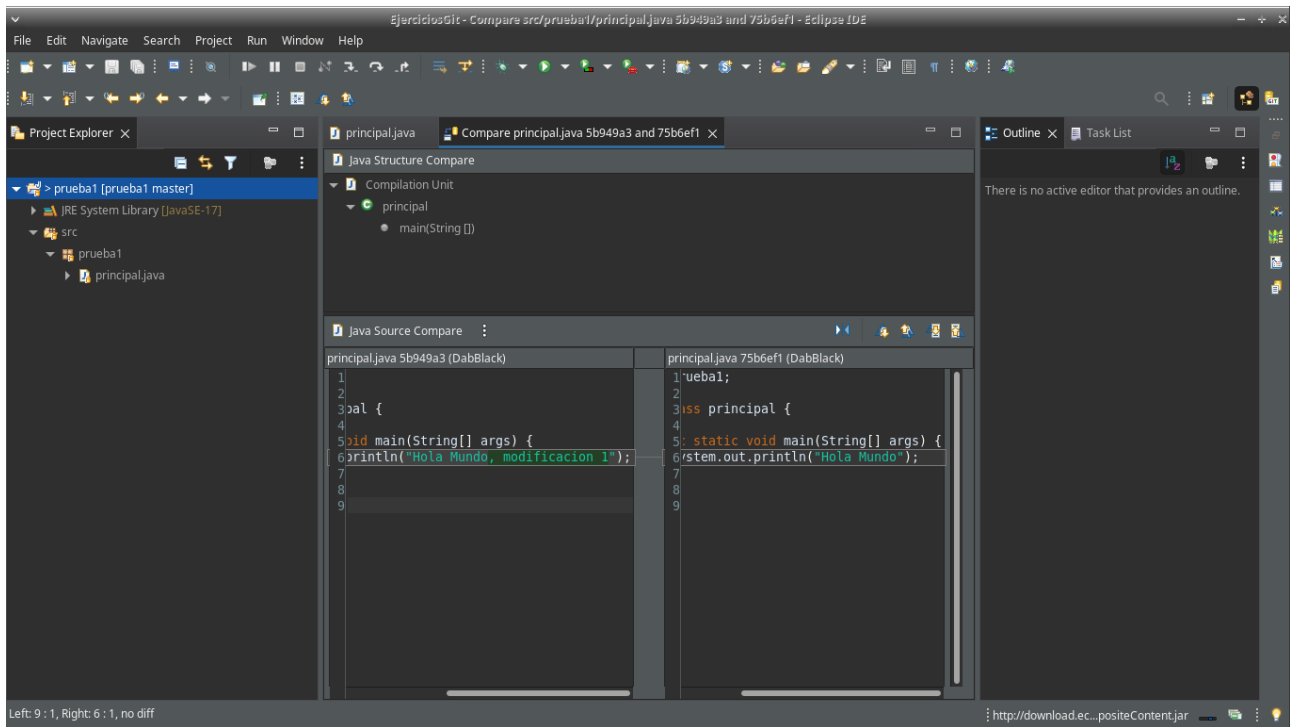 EjerciciosGit - Compare src/prueba1/principal.java 5b949a3 and 75b6ef1 - Eclipse IDE
File Edit Navigate Search Project Run Window Help
Project Explorer
> prueba1 [prueba1 master]
JRE System Library [JavaSE-17]
src
prueba1
principal.java
principal.java
Compare principal.java 5b949a3 and 75b6ef1
Java Structure Compare
Compilation Unit
principal
main(String [])
Java Source Compare
principal.java 5b949a3 (DabBlack)
1
2
3 pal {
4
5 oid main(String[] args) {
6 println("Hola Mundo, modificacion 1");
7
8
9
principal.java 75b6ef1 (DabBlack)
1 rueba1;
2
3 ass principal {
4
5 c static void main(String[] args) {
6 ystem.out.println("Hola Mundo");
7
8
9
Outline Task List
There is no active editor that provides an outline.
Left: 9 : 1, Right: 6 : 1, no diff
http://download.ec...positeContent.jar